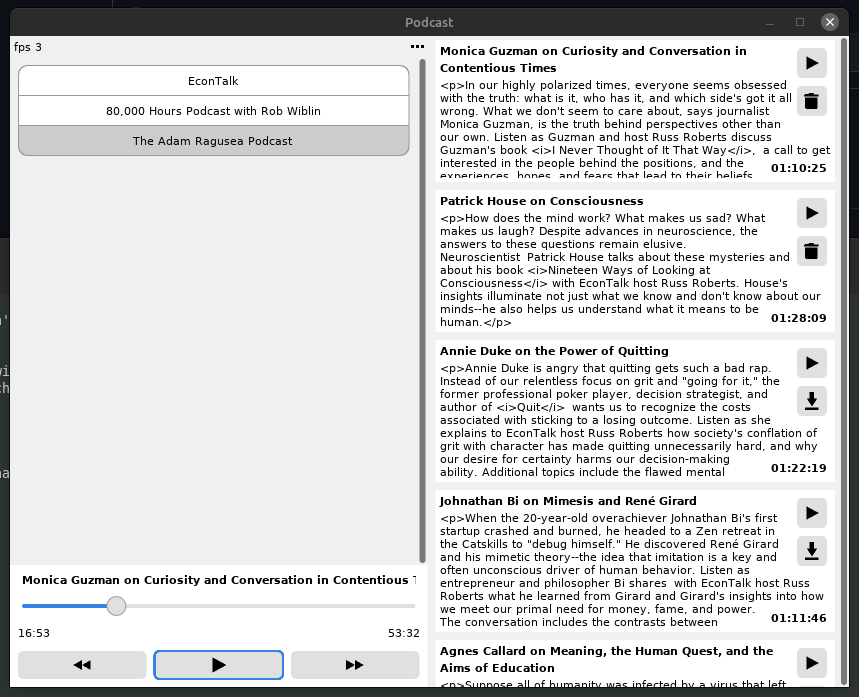 Podcast
fps 3
EconTalk
80,000 Hours Podcast with Rob Wiblin
The Adam Ragusea Podcast
Monica Guzman on Curiosity and Conversation in Contentious
16:53
53:32
Monica Guzman on Curiosity and Conversation in
Contentious Times
<p>In our highly polarized times, everyone seems obsessed
with the truth: what is it, who has it, and which side's got it all
wrong. What we don't seem to care about, says journalist
Monica Guzman, is the truth behind perspectives other than
our own. Listen as Guzman and host Russ Roberts discuss
Guzman's book <i>I Never Thought of It That Way</i>,  a call to get
interested in the people behind the positions, and the
experiences, hopes, and fears that lead to their beliefs
01:10:25
Patrick House on Consciousness
<p>How does the mind work? What makes us sad? What
makes us laugh? Despite advances in neuroscience, the
answers to these questions remain elusive.
Neuroscientist  Patrick House talks about these mysteries and
about his book <i>Nineteen Ways of Looking at
Consciousness</i> with EconTalk host Russ Roberts. House's
insights illuminate not just what we know and don't know about our
minds--he also helps us understand what it means to be
human.</p>
01:28:09
Annie Duke on the Power of Quitting
<p>Annie Duke is angry that quitting gets such a bad rap.
Instead of our relentless focus on grit and "going for it," the
former professional poker player, decision strategist, and
author of <i>Quit</i>  wants us to recognize the costs
associated with sticking to a losing outcome. Listen as she
explains to EconTalk host Russ Roberts how society's conflation of
grit with character has made quitting unnecessarily hard, and why
our desire for certainty harms our decision-making
ability. Additional topics include the flawed mental
01:22:19
Johnathan Bi on Mimesis and René Girard
<p>When the 20-year-old overachiever Johnathan Bi's first
startup crashed and burned, he headed to a Zen retreat in
the Catskills to "debug himself." He discovered René Girard
and his mimetic theory--the idea that imitation is a key and
often unconscious driver of human behavior. Listen as
entrepreneur and philosopher Bi shares  with EconTalk host Russ
Roberts what he learned from Girard and Girard's insights into how
we meet our primal need for money, fame, and power.
The conversation includes the contrasts between
01:11:46
Agnes Callard on Meaning, the Human Quest, and the
Aims of Education
<p>Suppose all of humanity was infected by a virus that left